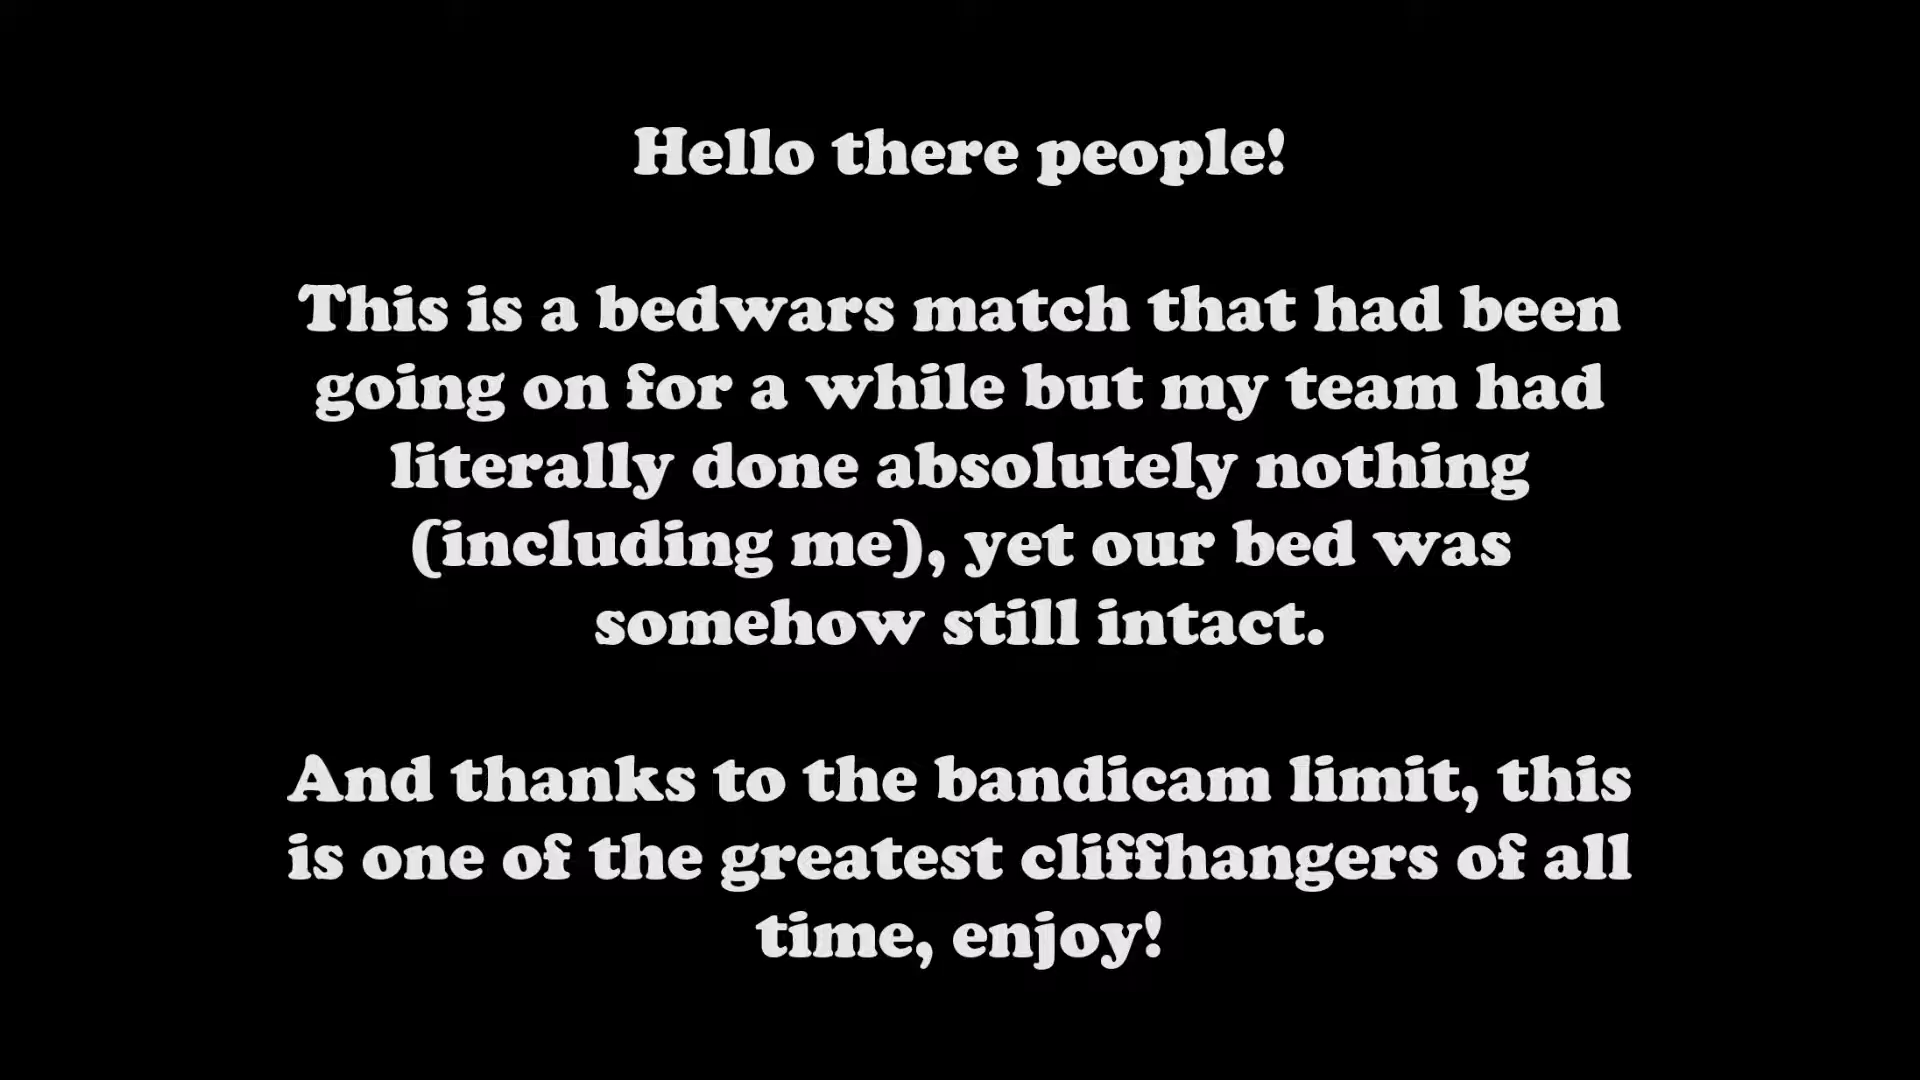 Hello there people!
This is a bedwars match that had been
going on for a while but my team had
literally done absolutely nothing
(including me), yet our bed was
somehow still intact.
And thanks to the bandicam limit, this
is one of the greatest cliffhangers of all
time, enjoy!